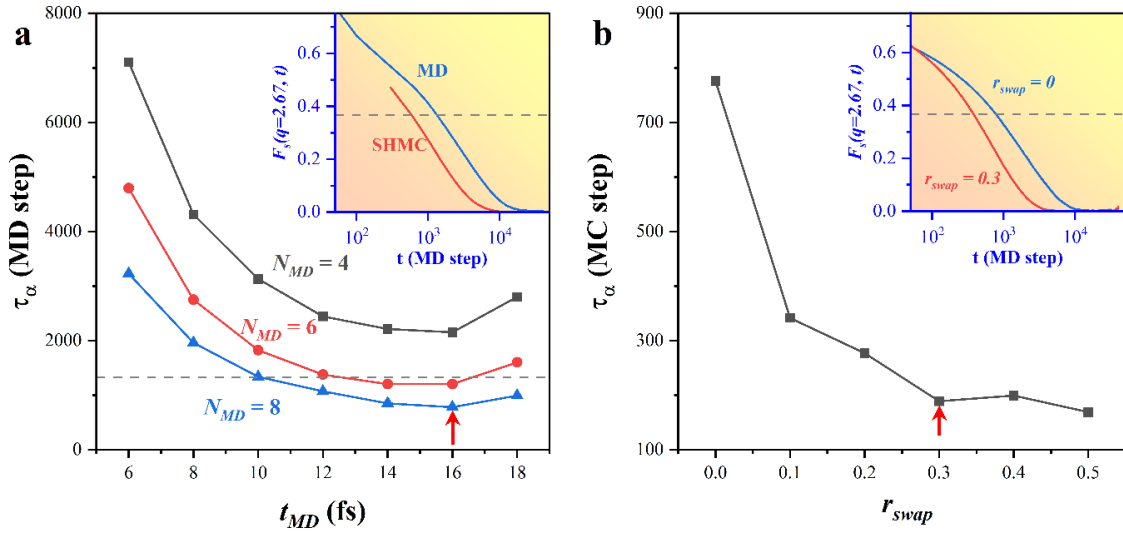 a
τα (MD step)
8000
6000
4000
2000
0
6
8
10
12
14
16
18
tMD (fs)
NMD = 4
NMD = 6
NMD = 8
Fs(q=2.67, t)
0.6
0.4
0.2
0.0
10²
10³
10⁴
t (MD step)
MD
SHMC
b
τα (MC step)
900
700
500
300
100
0.0
0.1
0.2
0.3
0.4
0.5
rswap
Fs(q=2.67, t)
0.6
0.4
0.2
0.0
10²
10³
10⁴
t (MD step)
rswap = 0
rswap = 0.3